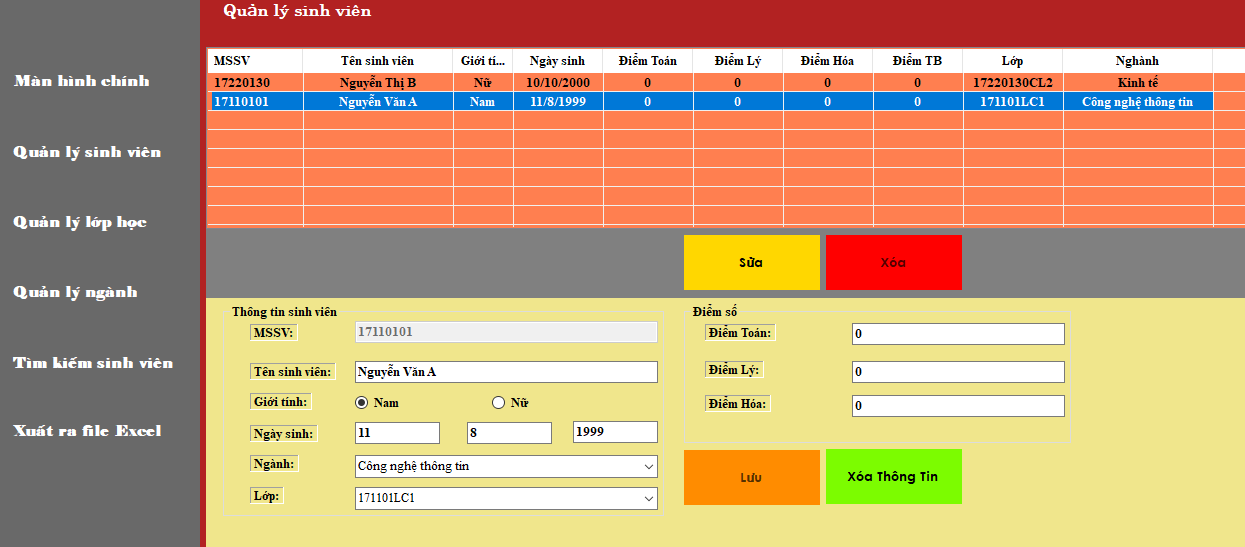 Quản lý sinh viên
Màn hình chính
Quản lý sinh viên
Quản lý lớp học
Quản lý ngành
Tìm kiếm sinh viên
Xuất ra file Excel
MSSV Tên sinh viên Giới tí... Ngày sinh Điểm Toán Điểm Lý Điểm Hóa Điểm TB Lớp Nghành
17220130 Nguyễn Thị B Nữ 10/10/2000 0 0 0 0 17220130CL2 Kinh tế
17110101 Nguyễn Văn A Nam 11/8/1999 0 0 0 0 171101LC1 Công nghệ thông tin
Sửa Xóa
Thông tin sinh viên
MSSV: 17110101
Tên sinh viên: Nguyễn Văn A
Giới tính: Nam Nữ
Ngày sinh: 11 8 1999
Ngành: Công nghệ thông tin
Lớp: 171101LC1
Điểm số
Điểm Toán: 0
Điểm Lý: 0
Điểm Hóa: 0
Lưu Xóa Thông Tin